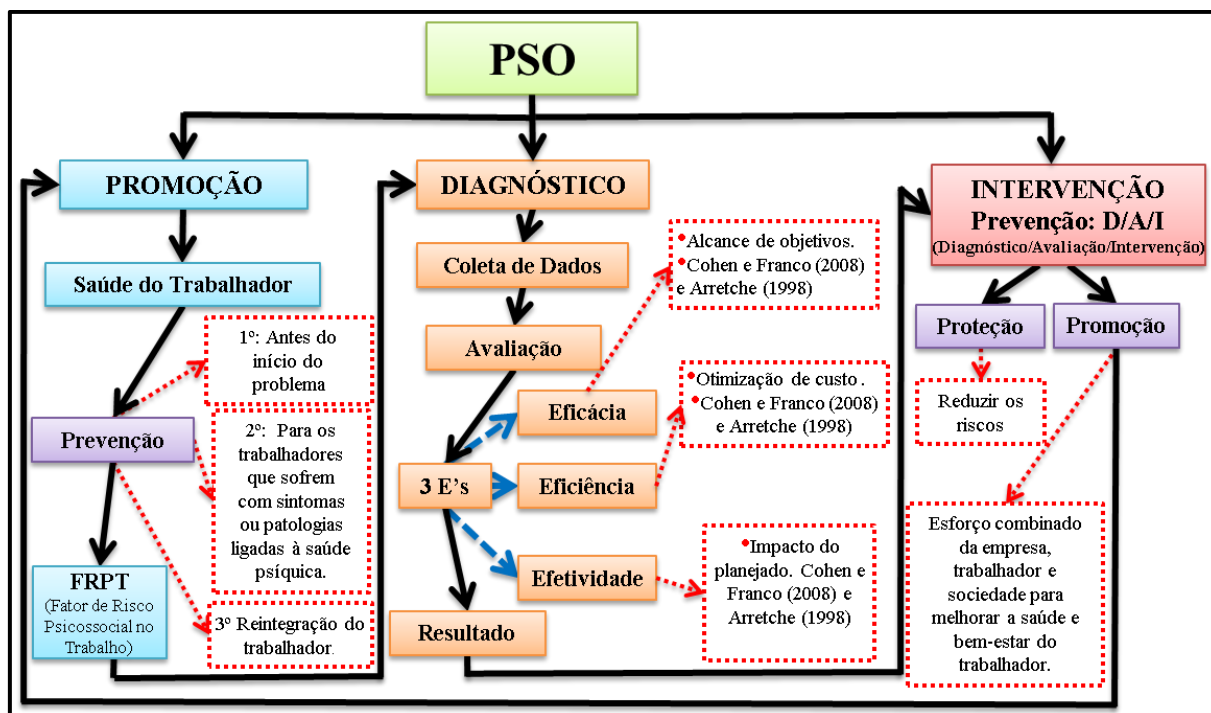 PSO
PROMOÇÃO
Saúde do Trabalhador
Prevenção
1º: Antes do
início do
problema
2º: Para os
trabalhadores
que sofrem
com sintomas
ou patologias
ligadas à saúde
psíquica.
3º Reintegração do
trabalhador.
FRPT
(Fator de Risco
Psicossocial no
Trabalho)
DIAGNÓSTICO
Coleta de Dados
Avaliação
3 E's
Eficácia
Eficiência
Efetividade
Resultado
•Alcance de objetivos.
•Cohen e Franco (2008)
e Arretche (1998)
•Otimização de custo .
• Cohen e Franco (2008)
e Arretche (1998)
•Impacto do
planejado. Cohen e
Franco (2008) e
Arretche (1998)
INTERVENÇÃO
Prevenção: D/A/I
(Diagnóstico/Avaliação/Intervenção)
Proteção
Promoção
Reduzir os
riscos
Esforço combinado
da empresa,
trabalhador e
sociedade para
melhorar a saúde e
bem-estar do
trabalhador.